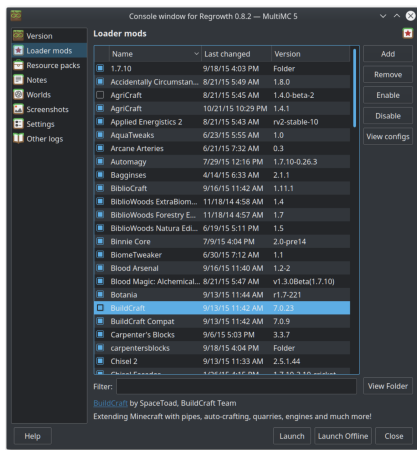 Console window for Regrowth 0.8.2 — MultiMC 5
Version
Loader mods
Resource packs
Notes
Worlds
Screenshots
Settings
Other logs
Loader mods
Name Last changed Version
1.7.10 9/18/15 4:03 PM Folder
Accidentally Circumstan... 8/21/15 5:49 AM 1.8.0
AgriCraft 8/21/15 5:45 AM 1.4.0-beta-2
AgriCraft 10/21/15 10:29 PM 1.4.1
Applied Energistics 2 8/21/15 5:43 AM rv2-stable-10
AquaTweaks 6/23/15 5:55 AM 1.0
Arcane Arteries 6/21/15 7:32 AM 0.3
Automagy 7/29/15 12:16 PM 1.7.10-0.26.3
Bagginses 4/14/15 6:33 AM 2.1.1
BiblioCraft 9/16/15 11:42 AM 1.11.1
BiblioWoods ExtraBiom... 11/18/14 4:58 AM 1.4
BiblioWoods Forestry E... 11/18/14 4:57 AM 1.7
BiblioWoods Natura Edi... 6/19/15 5:11 PM 1.5
Binnie Core 7/9/15 4:04 PM 2.0-pre14
BiomeTweaker 6/30/15 7:12 AM 1.1
Blood Arsenal 9/16/15 11:40 AM 1.2-2
Blood Magic: Alchemical... 8/21/15 5:47 AM v1.3.0Beta(1.7.10)
Botania 9/13/15 11:44 AM r1.7-221
BuildCraft 9/13/15 11:42 AM 7.0.23
BuildCraft Compat 9/13/15 11:42 AM 7.0.9
Carpenter's Blocks 9/6/15 5:03 PM 3.3.7
carpentersblocks 9/18/15 4:04 PM Folder
Chisel 2 9/13/15 11:33 AM 2.5.1.44
Add
Remove
Enable
Disable
View configs
Filter:
View Folder
BuildCraft by SpaceToad, BuildCraft Team
Extending Minecraft with pipes, auto-crafting, quarries, engines and much more!
Help
Launch
Launch Offline
Close